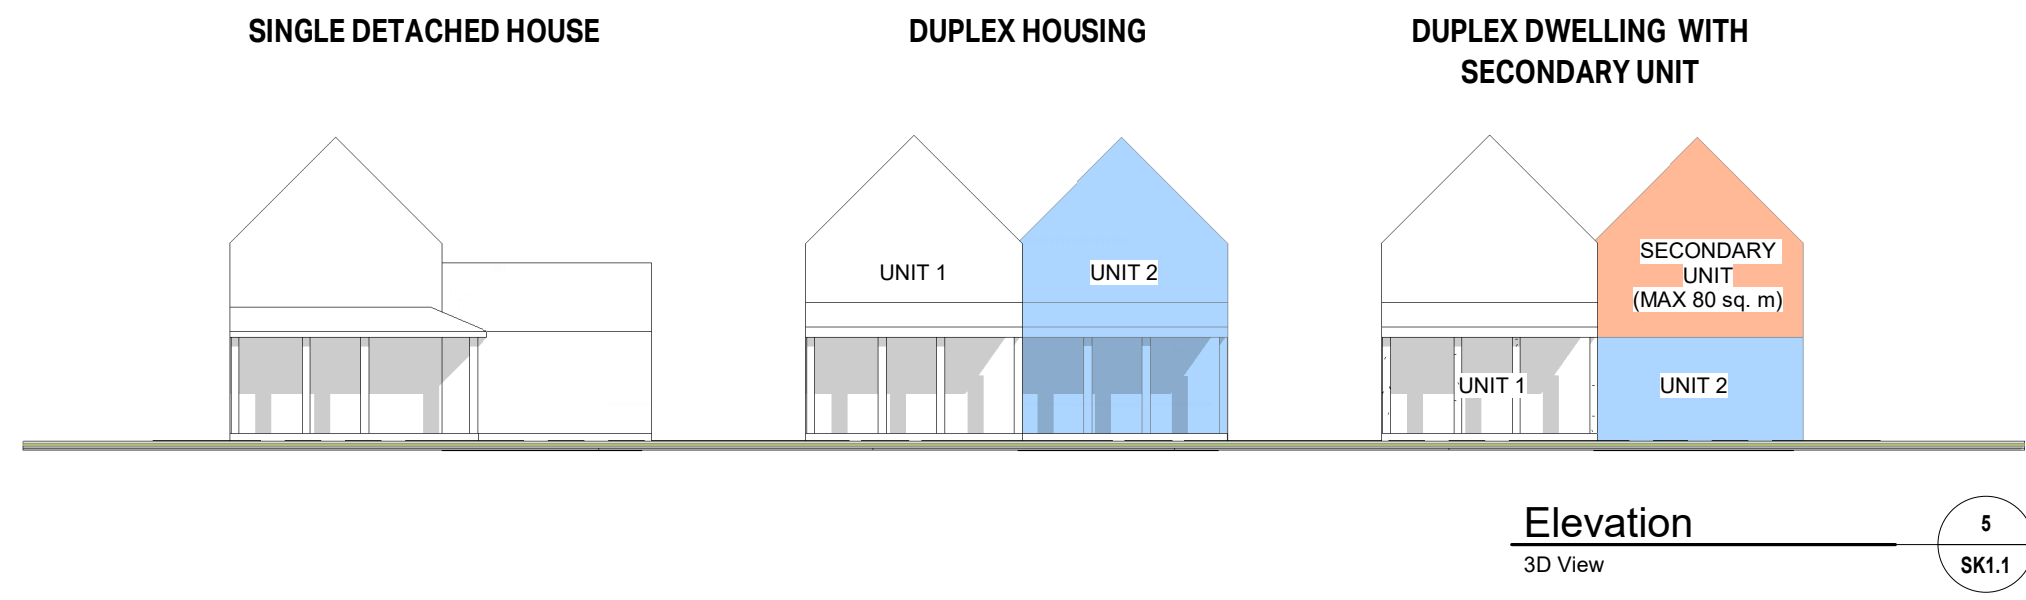 SINGLE DETACHED HOUSE
DUPLEX HOUSING
DUPLEX DWELLING WITH
SECONDARY UNIT
UNIT 1
UNIT 2
SECONDARY
UNIT
(MAX 80 sq. m)
UNIT 1
UNIT 2
Elevation
3D View
5
SK1.1